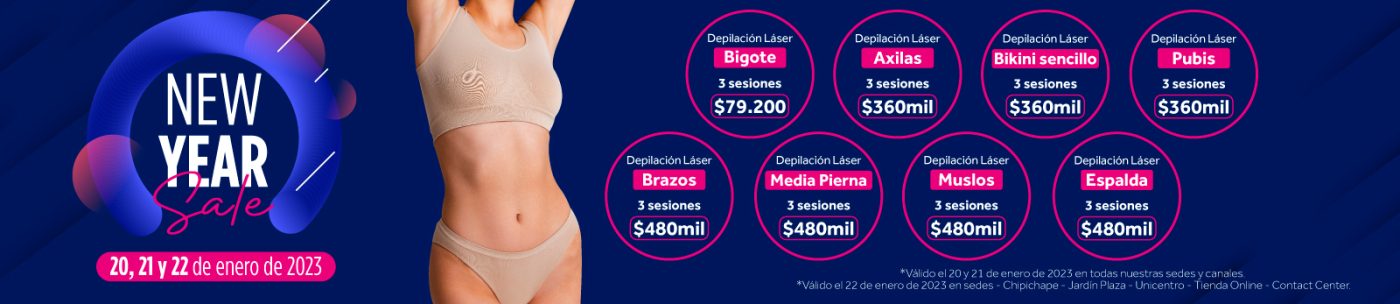 NEW
YEAR
Sale
20, 21 y 22 de enero de 2023
Depilación Láser
Bigote
3 sesiones
$79.200
Depilación Láser
Axilas
3 sesiones
$360mil
Depilación Láser
Bikini sencillo
3 sesiones
$360mil
Depilación Láser
Pubis
3 sesiones
$360mil
Depilación Láser
Brazos
3 sesiones
$480mil
Depilación Láser
Media Pierna
3 sesiones
$480mil
Depilación Láser
Muslos
3 sesiones
$480mil
Depilación Láser
Espalda
3 sesiones
$480mil
*Válido el 20 y 21 de enero de 2023 en todas nuestras sedes y canales.
*Válido el 22 de enero de 2023 en sedes - Chipichape - Jardín Plaza - Unicentro - Tienda Online - Contact Center.